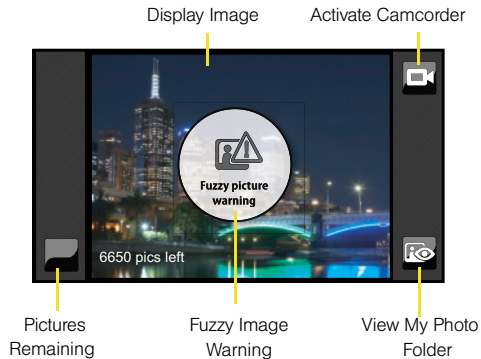 Display Image
Activate Camcorder
Fuzzy picture
warning
6650 pics left
Pictures
Remaining
Fuzzy Image
Warning
View My Photo
Folder